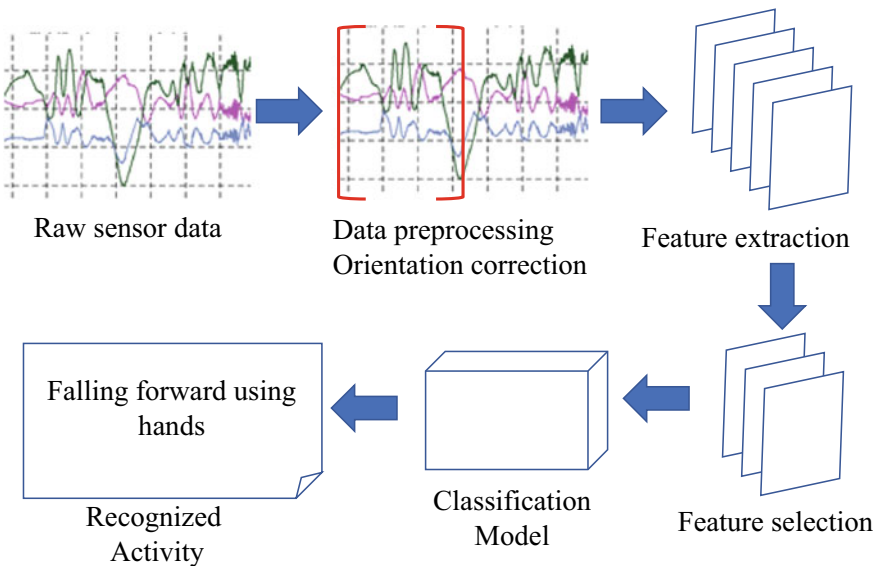 Raw sensor data
Data preprocessing
Orientation correction
Feature extraction
Falling forward using
hands
Recognized
Activity
Classification
Model
Feature selection